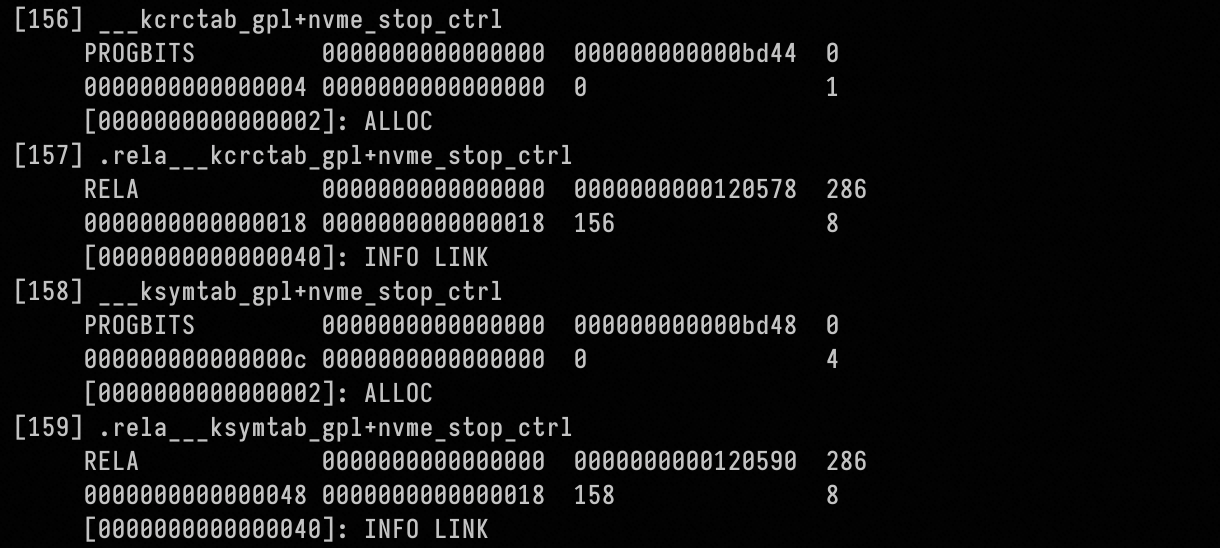 [156] ___kcrctab_gpl+nvme_stop_ctrl
PROGBITS 0000000000000000 000000000000bd44 0
0000000000000004 0000000000000000 0 1
[0000000000000002]: ALLOC
[157] .rela___kcrctab_gpl+nvme_stop_ctrl
RELA 0000000000000000 0000000000120578 286
0000000000000018 0000000000000018 156 8
[0000000000000040]: INFO LINK
[158] ___ksymtab_gpl+nvme_stop_ctrl
PROGBITS 0000000000000000 000000000000bd48 0
000000000000000c 0000000000000000 0 4
[0000000000000002]: ALLOC
[159] .rela___ksymtab_gpl+nvme_stop_ctrl
RELA 0000000000000000 0000000000120590 286
0000000000000048 0000000000000018 158 8
[0000000000000040]: INFO LINK